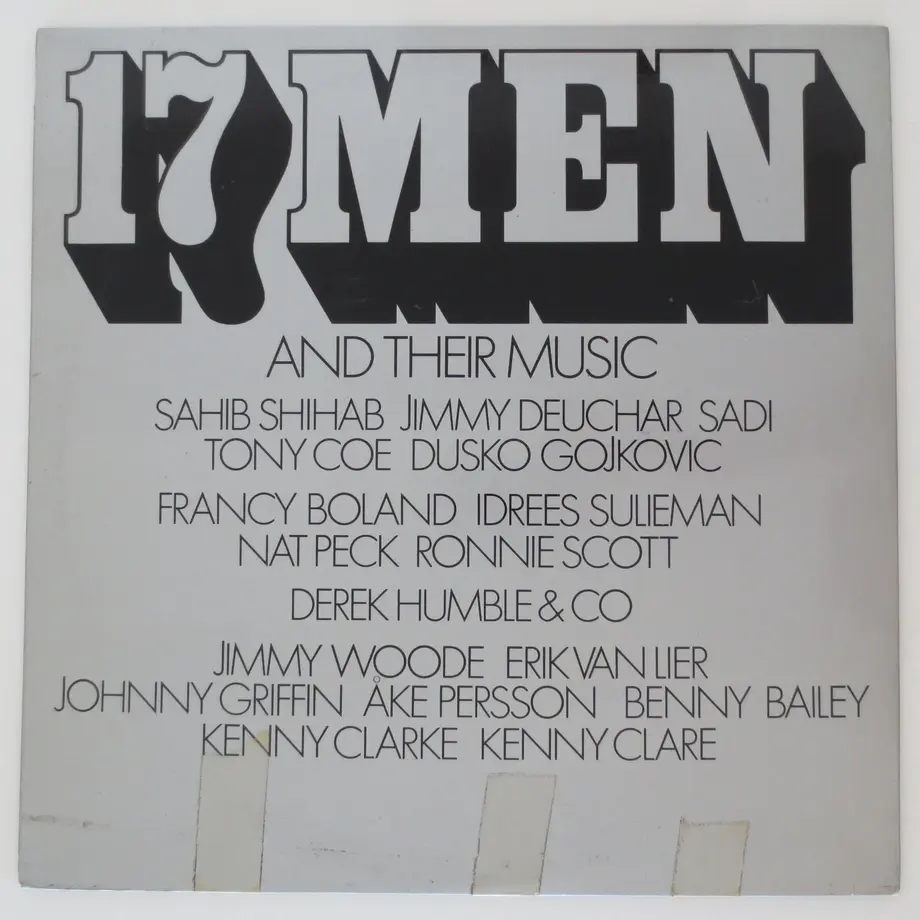 17 MEN
AND THEIR MUSIC
SAHIB SHIHAB JIMMY DEUCHAR SADI
TONY COE DUSKO GOJKOVIC
FRANCY BOLAND IDREES SULIEMAN
NAT PECK RONNIE SCOTT
DEREK HUMBLE & CO
JIMMY WOODE ERIK VAN LIER
JOHNNY GRIFFIN ÅKE PERSSON BENNY BAILEY
KENNY CLARKE KENNY CLARE